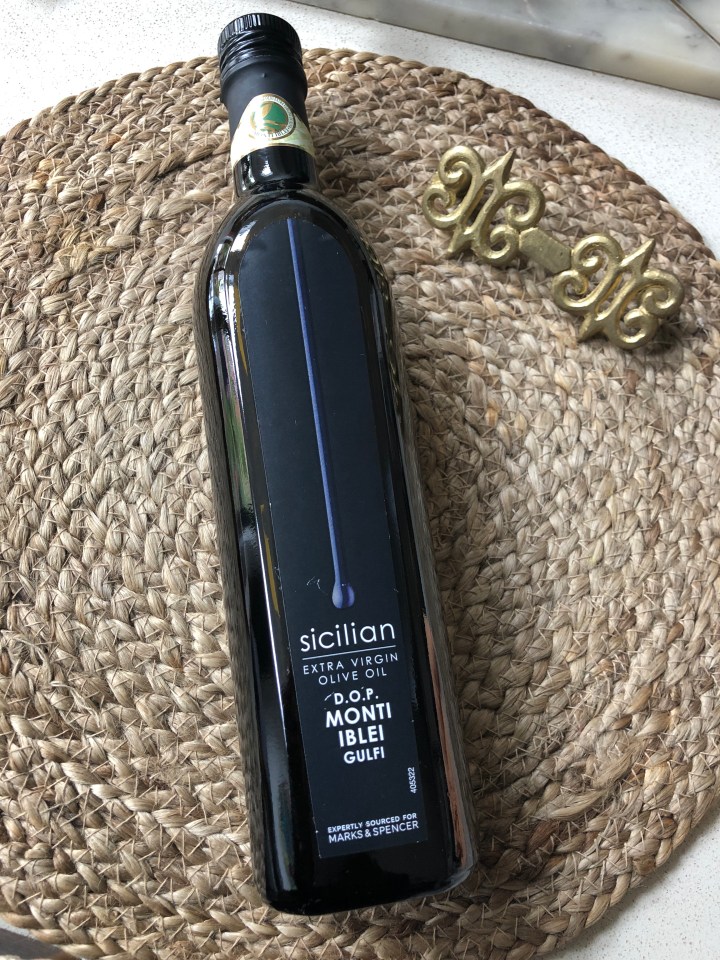 sicilian
EXTRA VIRGIN
OLIVE OIL
D.O.P.
MONTI
IBLEI
GULFI
405322
EXPERTLY SOURCED FOR
MARKS & SPENCER